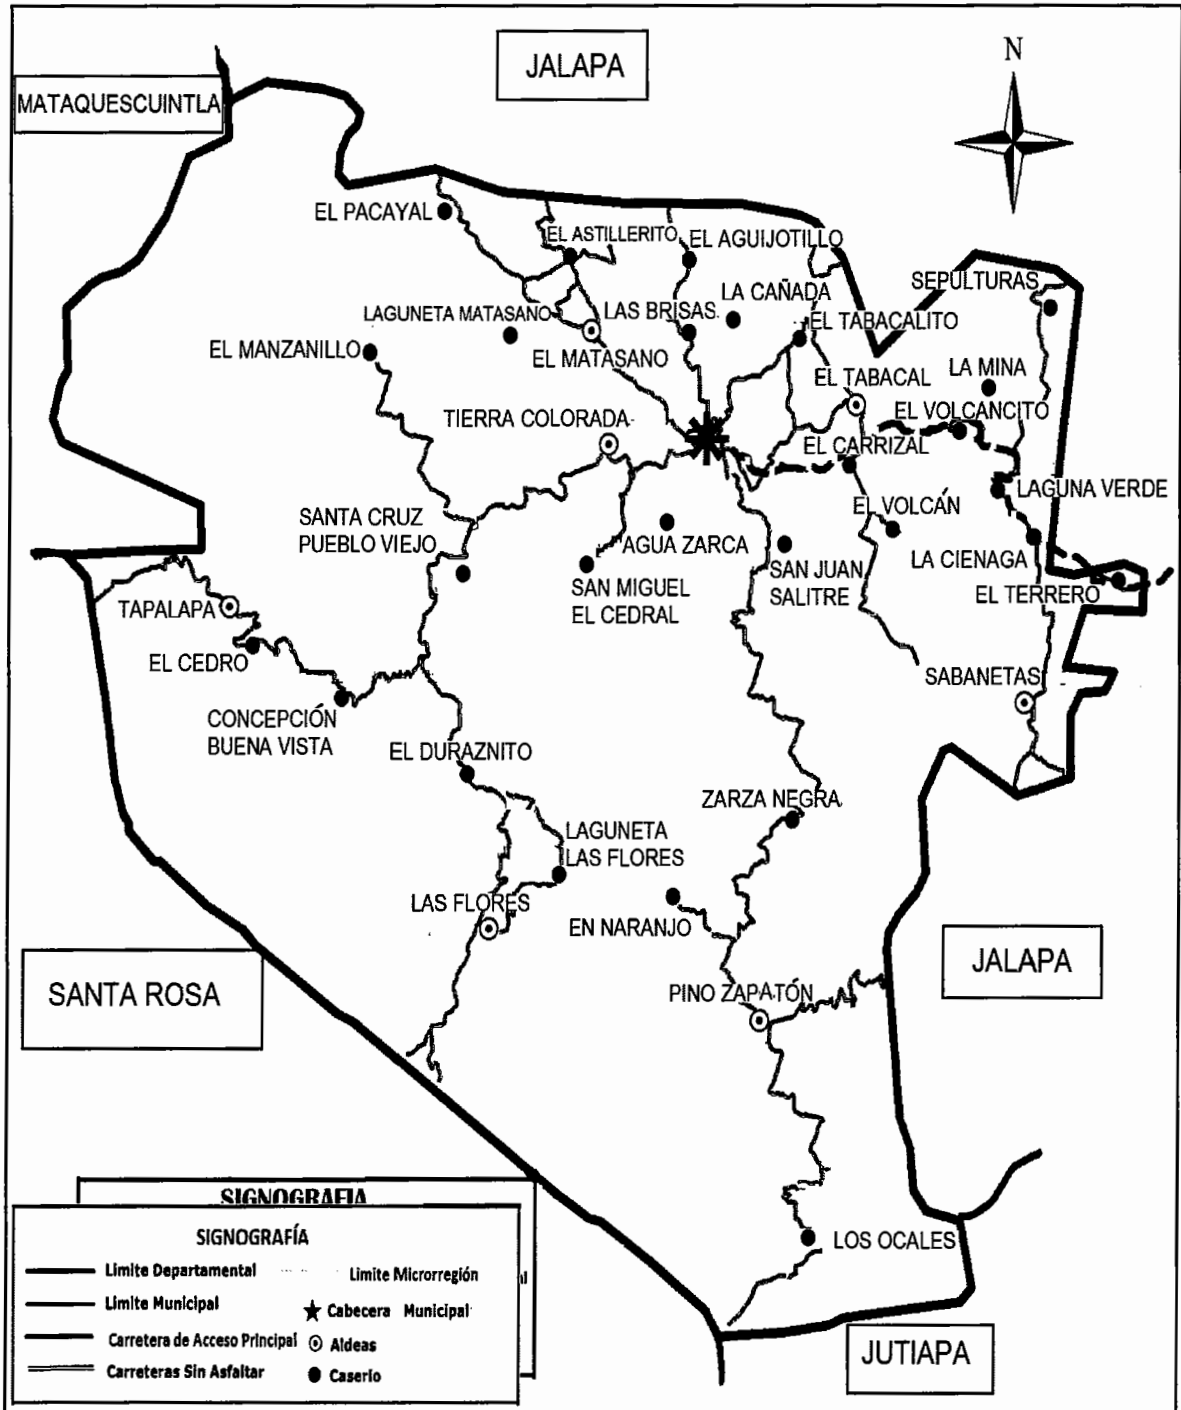 JALAPA
N
MATAQUESCUINTLA
EL PACAYAL
EL ASTILLERITO
EL AGUIJOTILLO
SEPULTURAS
LA CAÑADA
LAGUNETA MATASANO
LAS BRISAS
EL TABACALITO
EL MANZANILLO
EL MATASANO
EL TABACAL
LA MINA
TIERRA COLORADA
EL VOLCANCITO
EL CARRIZAL
LAGUNA VERDE
SANTA CRUZ
PUEBLO VIEJO
EL VOLCÁN
AGUA ZARCA
LA CIENAGA
SAN MIGUEL
EL CEDRAL
SAN JUAN
SALITRE
EL TERRERO
TAPALAPA
EL CEDRO
SABANETAS
CONCEPCIÓN
BUENA VISTA
EL DURAZNITO
ZARZA NEGRA
LAGUNETA
LAS FLORES
LAS FLORES
EN NARANJO
JALAPA
SANTA ROSA
PINO ZAPATÓN
LOS OCALES
JUTIAPA
SIGNOGRAFIA
SIGNOGRAFÍA
Limite Departamental
Limite Microrregión
Limite Municipal
Cabecera Municipal
Carretera de Acceso Principal
Aldeas
Carreteras Sin Asfaltar
Caserío